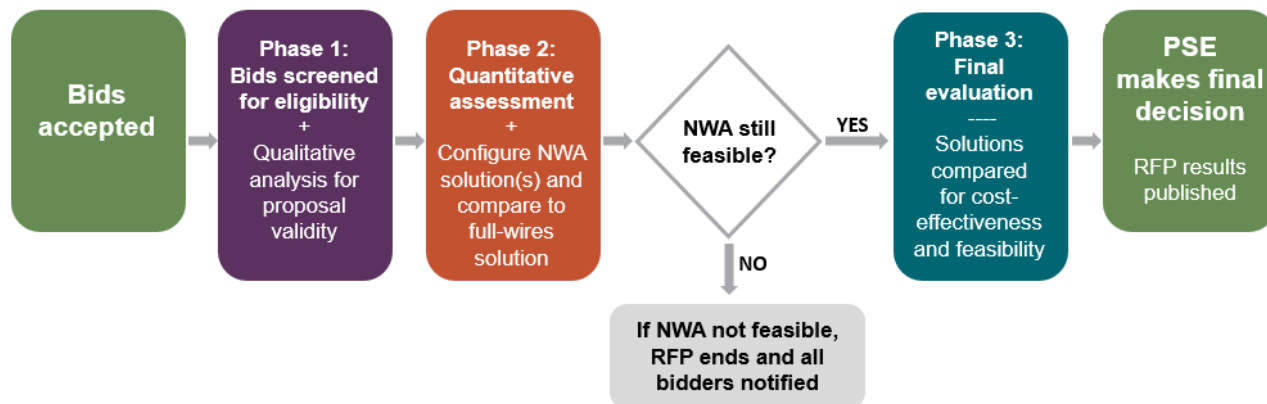 Bids
accepted
Phase 1:
Bids screened
for eligibility
+
Qualitative
analysis for
proposal
validity
Phase 2:
Quantitative
assessment
+
Configure NWA
solution(s) and
compare to
full-wires
solution
NWA still
feasible?
YES
NO
If NWA not feasible,
RFP ends and all
bidders notified
Phase 3:
Final
evaluation
----
Solutions
compared
for cost-
effectiveness
and feasibility
PSE
makes final
decision
RFP results
published